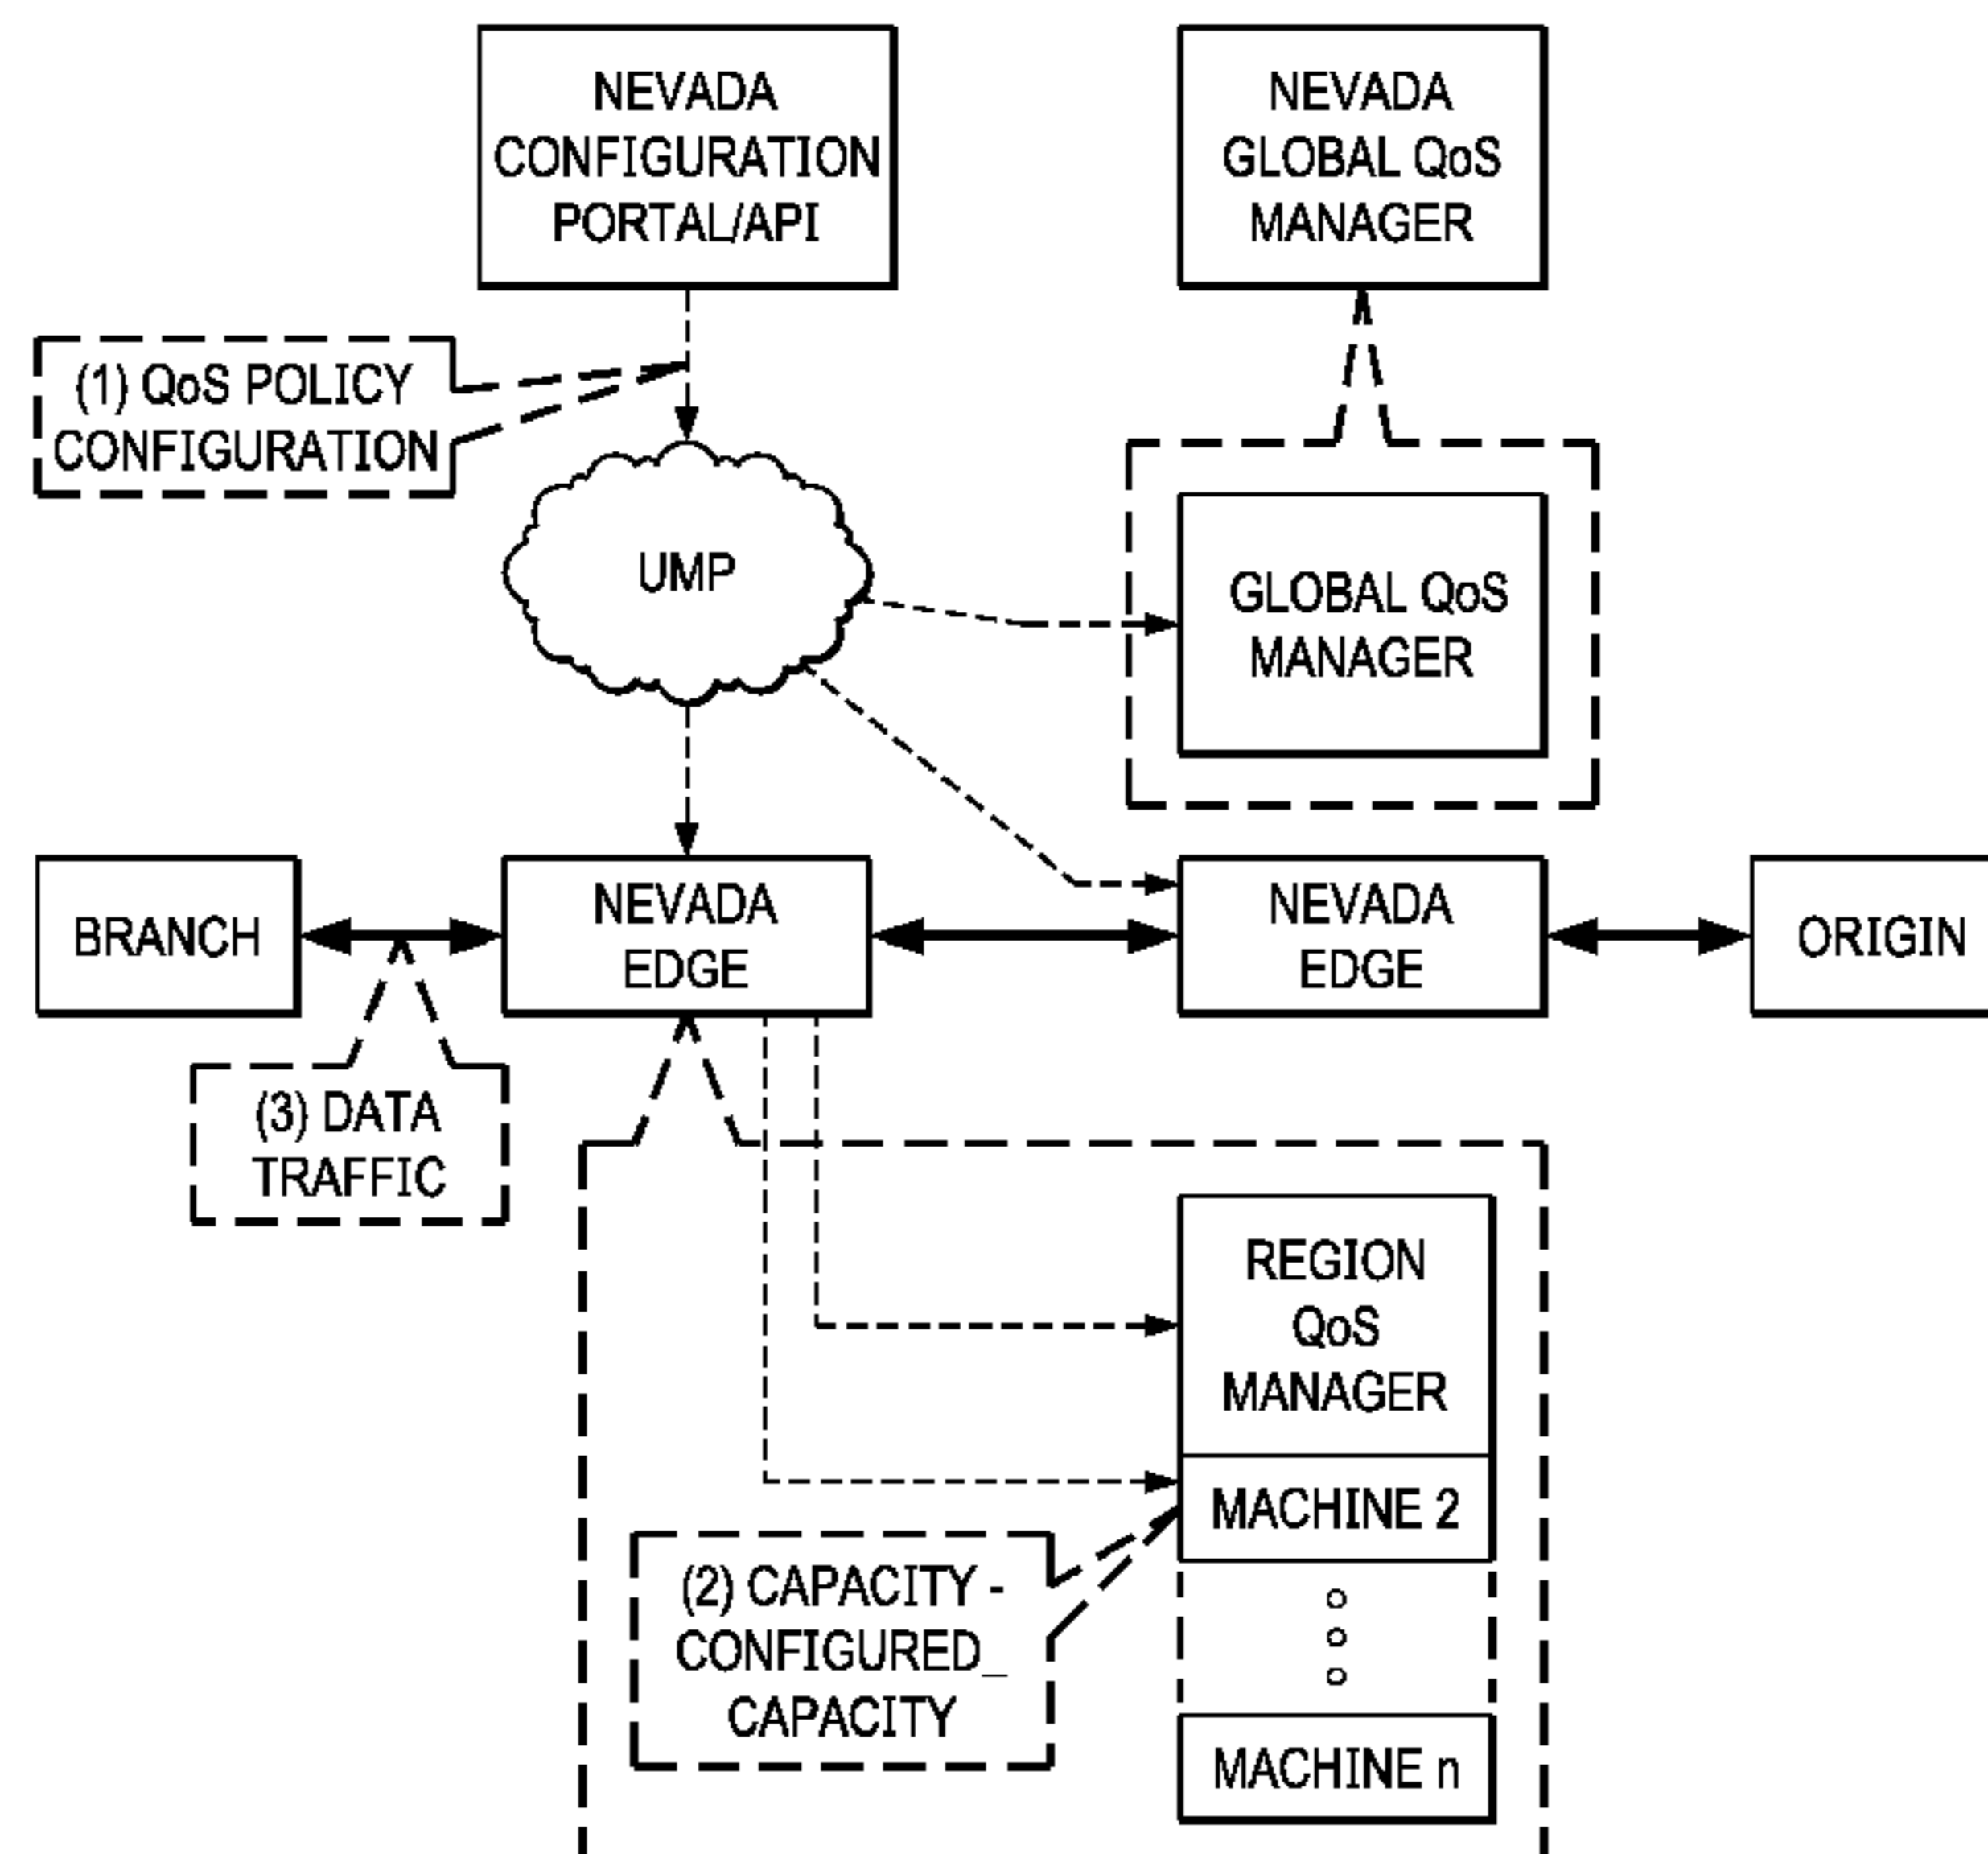 NEVADA
CONFIGURATION
PORTAL/API
NEVADA
GLOBAL QoS
MANAGER
(1) QoS POLICY
CONFIGURATION
UMP
GLOBAL QoS
MANAGER
BRANCH
NEVADA
EDGE
NEVADA
EDGE
ORIGIN
(3) DATA
TRAFFIC
REGION
QoS
MANAGER
MACHINE 2
(2) CAPACITY -
CONFIGURED_
CAPACITY
MACHINE n